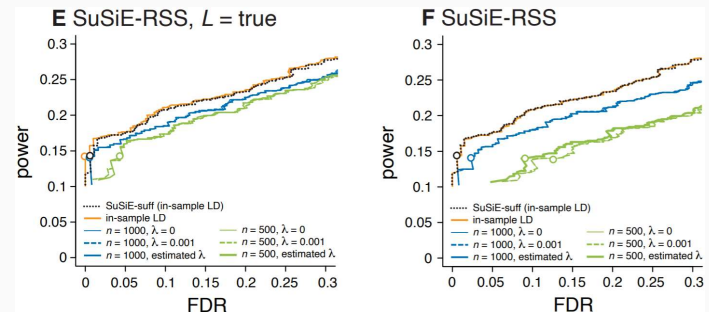 E SuSiE-RSS, L = true
0.3
0.25
0.2
0.15
0.1
0.05
0
power
SuSiE-suff (in-sample LD)
in-sample LD
n = 1000, λ = 0
n = 1000, λ = 0.001
n = 1000, estimated λ
n = 500, λ = 0
n = 500, λ = 0.001
n = 500, estimated λ
0 0.05 0.1 0.15 0.2 0.25 0.3
FDR
F SuSiE-RSS
0.3
0.25
0.2
0.15
0.1
0.05
0
power
SuSiE-suff (in-sample LD)
in-sample LD
n = 1000, λ = 0
n = 1000, λ = 0.001
n = 1000, estimated λ
n = 500, λ = 0
n = 500, λ = 0.001
n = 500, estimated λ
0 0.05 0.1 0.15 0.2 0.25 0.3
FDR